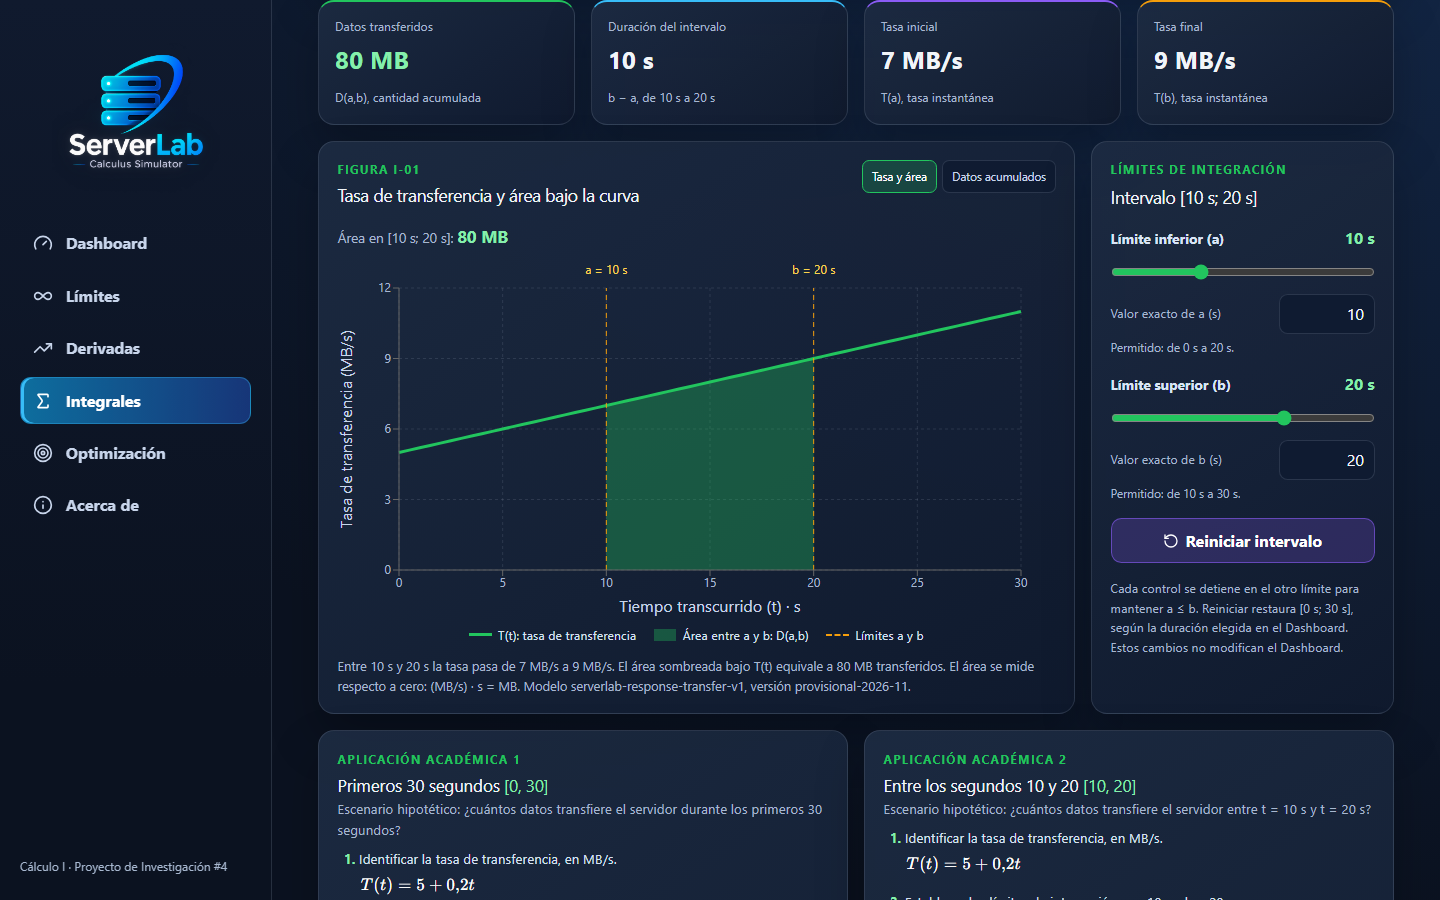 ServerLab
Calculus Simulator
Dashboard
Límites
Derivadas
Integrales
Optimización
Acerca de
Cálculo I · Proyecto de Investigación #4
Datos transferidos
80 MB
D(a,b), cantidad acumulada
Duración del intervalo
10 s
b − a, de 10 s a 20 s
Tasa inicial
7 MB/s
T(a), tasa instantánea
Tasa final
9 MB/s
T(b), tasa instantánea
FIGURA I-01
Tasa de transferencia y área bajo la curva
Tasa y área
Datos acumulados
Área en [10 s; 20 s]: 80 MB
a = 10 s
b = 20 s
12
9
6
3
0
Tasa de transferencia (MB/s)
0 5 10 15 20 25 30
Tiempo transcurrido (t) · s
T(t): tasa de transferencia
Área entre a y b: D(a,b)
Límites a y b
Entre 10 s y 20 s la tasa pasa de 7 MB/s a 9 MB/s. El área sombreada bajo T(t) equivale a 80 MB transferidos. El área se mide
respecto a cero: (MB/s) · s = MB. Modelo serverlab-response-transfer-v1, versión provisional-2026-11.
LÍMITES DE INTEGRACIÓN
Intervalo [10 s; 20 s]
Límite inferior (a) 10 s
Valor exacto de a (s) 10
Permitido: de 0 s a 20 s.
Límite superior (b) 20 s
Valor exacto de b (s) 20
Permitido: de 10 s a 30 s.
Reiniciar intervalo
Cada control se detiene en el otro límite para
mantener a ≤ b. Reiniciar restaura [0 s; 30 s],
según la duración elegida en el Dashboard.
Estos cambios no modifican el Dashboard.
APLICACIÓN ACADÉMICA 1
Primeros 30 segundos [0, 30]
Escenario hipotético: ¿cuántos datos transfiere el servidor durante los primeros 30
segundos?
1. Identificar la tasa de transferencia, en MB/s.
T(t) = 5 + 0,2t
APLICACIÓN ACADÉMICA 2
Entre los segundos 10 y 20 [10, 20]
Escenario hipotético: ¿cuántos datos transfiere el servidor entre t = 10 s y t = 20 s?
1. Identificar la tasa de transferencia, en MB/s.
T(t) = 5 + 0,2t